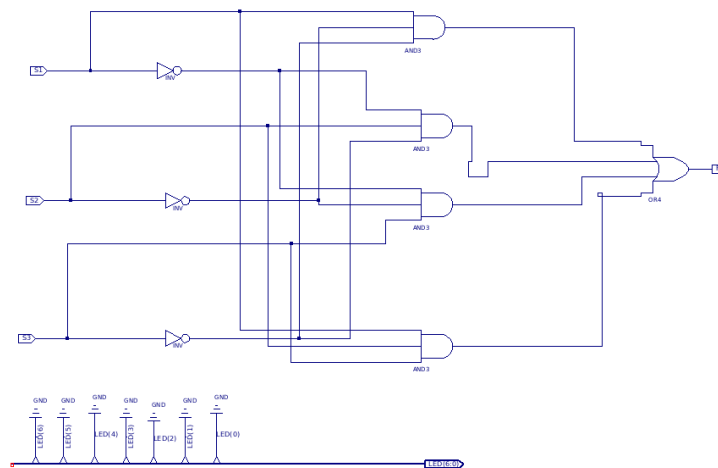 AND3
S1
INV
AND3
S2
INV
AND3
OR4
S3
INV
AND3
GND GND GND GND GND GND GND
LED(6) LED(5) LED(4) LED(3) LED(2) LED(1) LED(0)
LED(6:0)